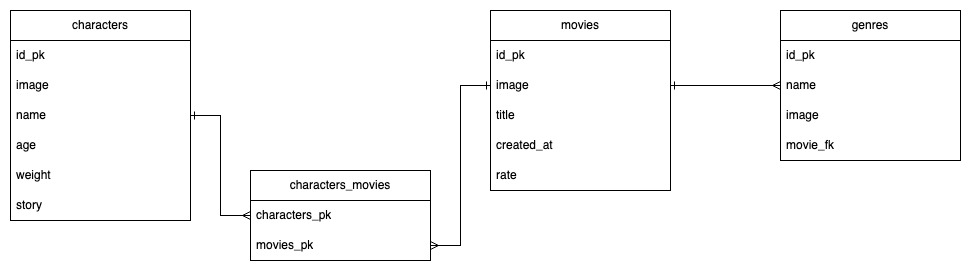 characters
id_pk
image
name
age
weight
story
characters_movies
characters_pk
movies_pk
movies
id_pk
image
title
created_at
rate
genres
id_pk
name
image
movie_fk